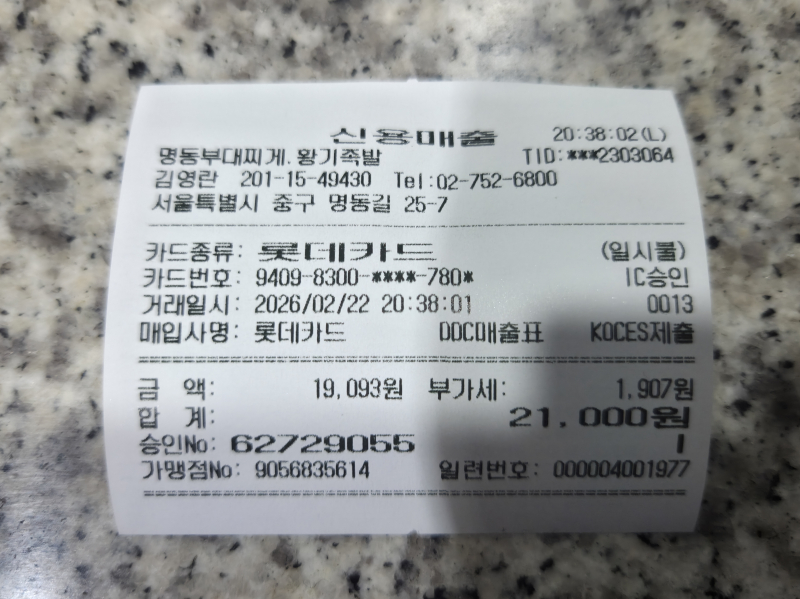 신용매출 20:38:02(L)
명동부대찌게.황기족발 TID:***2303064
김영란 201-15-49430 Tel:02-752-6800
서울특별시 중구 명동길 25-7
카드종류: 롯데카드 (일시불)
카드번호: 9409-8300-****-780* IC승인
거래일시: 2026/02/22 20:38:01 0013
매입사명: 롯데카드 DDC매출표 KOCES제출
금 액: 19,093원 부가세: 1,907원
합 계: 21,000원
승인No: 62729055 I
가맹점No: 9056835614 일련번호: 000004001977